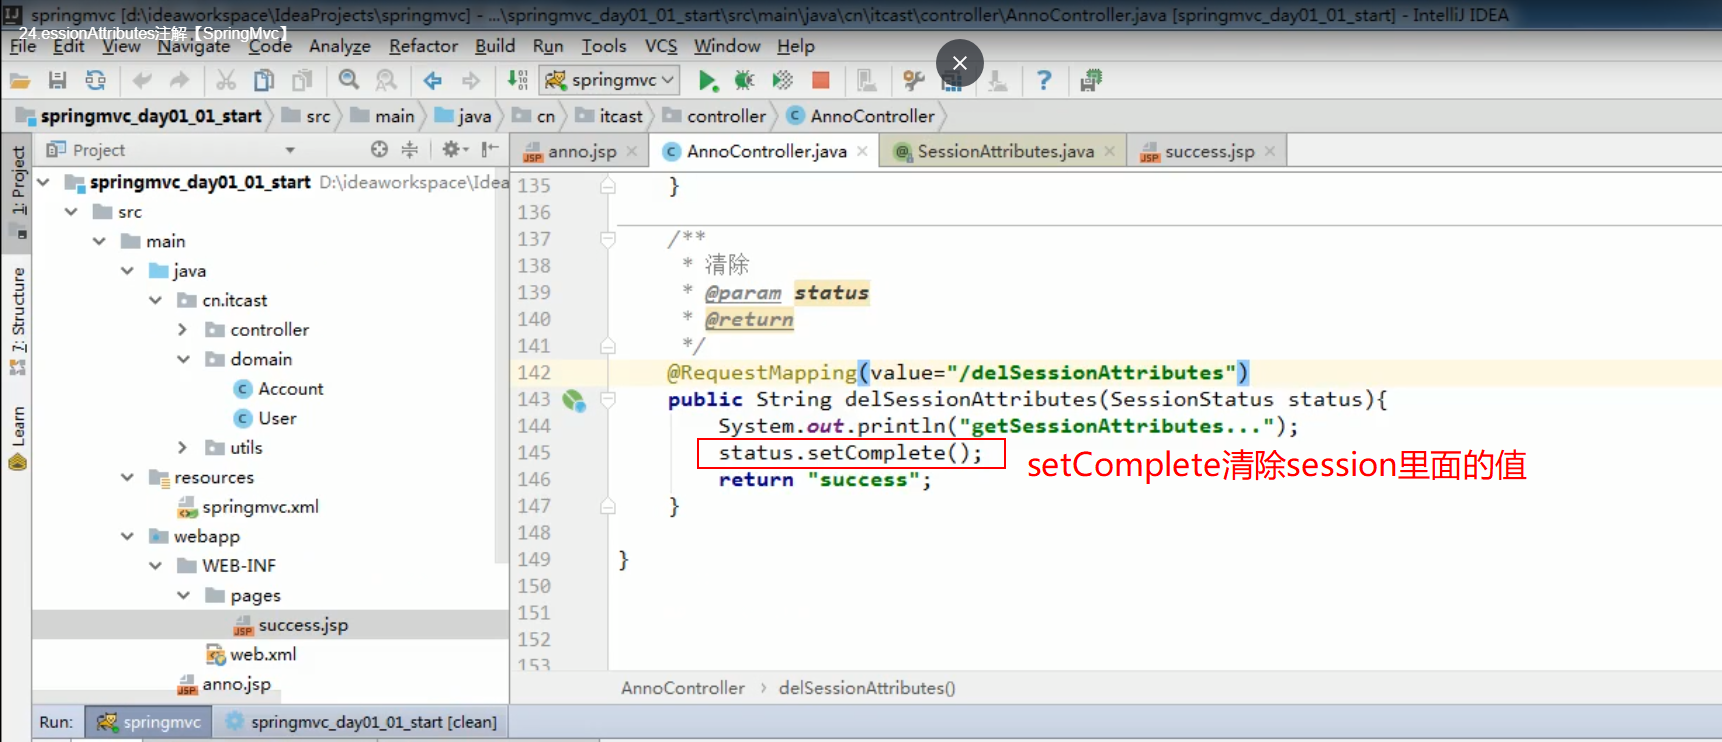 springmvc [d:\ideaworkspace\IdeaProjects\springmvc] - ...\springmvc_day01_01_start\src\main\java\cn\itcast\controller\AnnoController.java [springmvc_day01_01_start] - IntelliJ IDEA
24.essionAttributes注解【SpringMvc】
File Edit View Navigate Code Analyze Refactor Build Run Tools VCS Window Help
springmvc
springmvc_day01_01_start src main java cn itcast controller AnnoController
Project
anno.jsp AnnoController.java SessionAttributes.java success.jsp
1: Project
7: Structure
Learn
springmvc_day01_01_start D:\ideaworkspace\Idea
src
main
java
cn.itcast
controller
domain
Account
User
utils
resources
springmvc.xml
webapp
WEB-INF
pages
success.jsp
web.xml
anno.jsp
135 }
136
137 /**
138 * 清除
139 * @param status
140 * @return
141 */
142 @RequestMapping(value="/delSessionAttributes")
143 public String delSessionAttributes(SessionStatus status){
144 System.out.println("getSessionAttributes...");
145 status.setComplete();
setComplete清除session里面的值
146 return "success";
147 }
148
149 }
150
151
152
153
AnnoController › delSessionAttributes()
Run: springmvc springmvc_day01_01_start [clean]